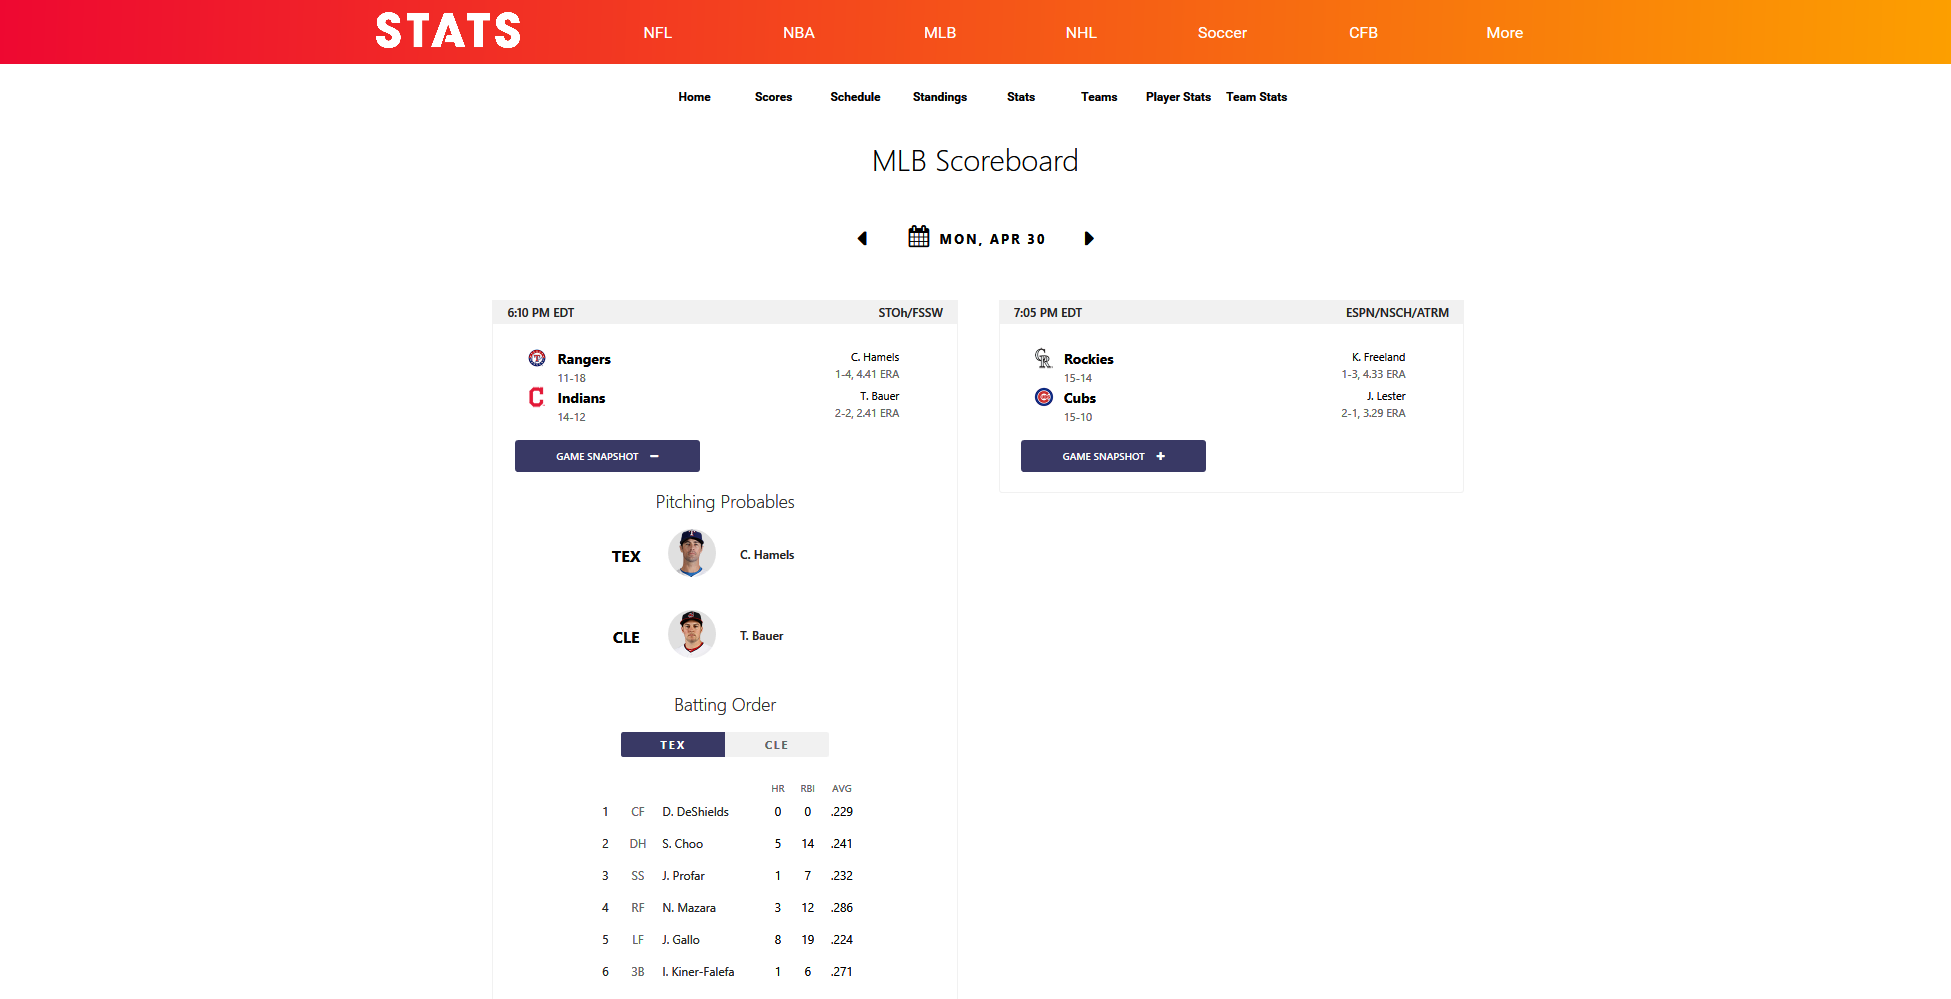 STATS NFL NBA MLB NHL Soccer CFB More
Home Scores Schedule Standings Stats Teams Player Stats Team Stats
MLB Scoreboard
MON, APR 30
6:10 PM EDT STOh/FSSW
Rangers C. Hamels
11-18 1-4, 4.41 ERA
Indians T. Bauer
14-12 2-2, 2.41 ERA
GAME SNAPSHOT
Pitching Probables
TEX C. Hamels
CLE T. Bauer
Batting Order
TEX CLE
HR RBI AVG
1 CF D. DeShields 0 0 .229
2 DH S. Choo 5 14 .241
3 SS J. Profar 1 7 .232
4 RF N. Mazara 3 12 .286
5 LF J. Gallo 8 19 .224
6 3B I. Kiner-Falefa 1 6 .271
7:05 PM EDT ESPN/NSCH/ATRM
Rockies K. Freeland
15-14 1-3, 4.33 ERA
Cubs J. Lester
15-10 2-1, 3.29 ERA
GAME SNAPSHOT